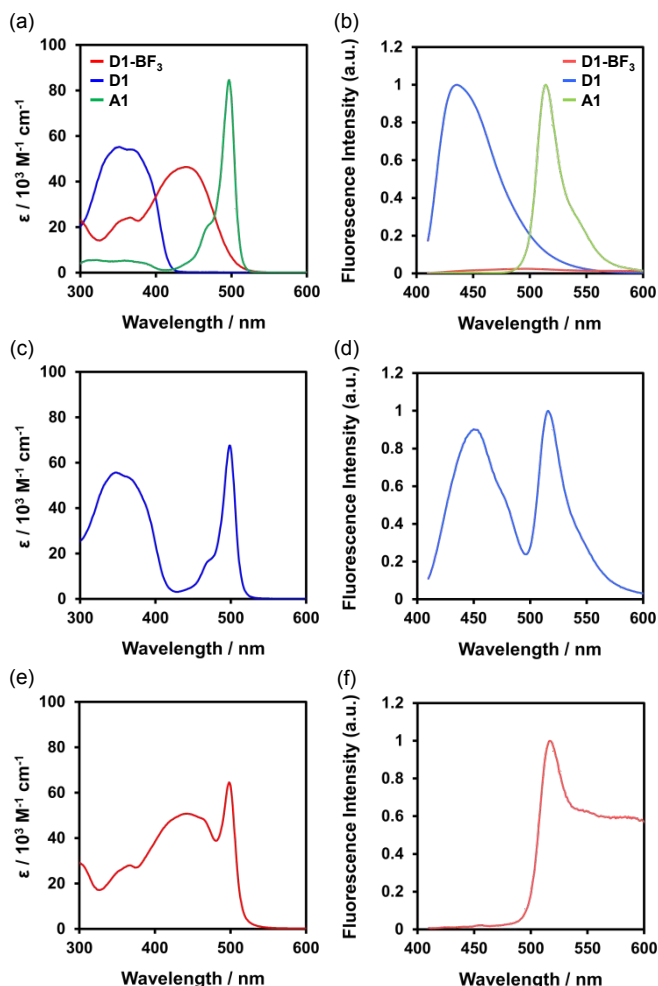 (a)
ε / 10³ M⁻¹ cm⁻¹
100
80
60
40
20
0
D1-BF₃
D1
A1
300 400 500 600
Wavelength / nm
(b)
Fluorescence Intensity (a.u.)
1.2
1
0.8
0.6
0.4
0.2
0
D1-BF₃
D1
A1
400 450 500 550 600
Wavelength / nm
(c)
ε / 10³ M⁻¹ cm⁻¹
100
80
60
40
20
0
300 400 500 600
Wavelength / nm
(d)
Fluorescence Intensity (a.u.)
1.2
1
0.8
0.6
0.4
0.2
0
400 450 500 550 600
Wavelength / nm
(e)
ε / 10³ M⁻¹ cm⁻¹
100
80
60
40
20
0
300 400 500 600
Wavelength / nm
(f)
Fluorescence Intensity (a.u.)
1.2
1
0.8
0.6
0.4
0.2
0
400 450 500 550 600
Wavelength / nm